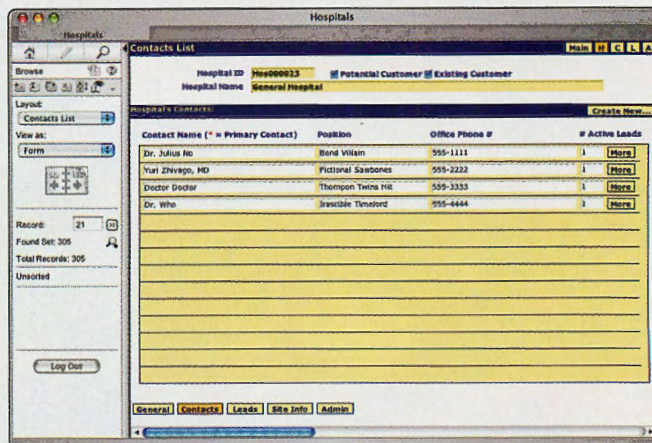 Hospitals
Hospitals
Contacts List
Main H C L A
Browse
Hospital ID Hos000023 Potential Customer Existing Customer
Hospital Name General Hospital
Layout:
Contacts List
Hospital's Contacts:
Create New...
View as:
Form
Contact Name (* = Primary Contact) Position Office Phone # # Active Leads
Dr. Julius No Bond Villain 555-1111 1 More
Yuri Zhivago, MD Fictional Sawbones 555-2222 1 More
Doctor Doctor Thompon Twins Hit 555-3333 1 More
Dr. Who Irascible Timelord 555-4444 1 More
Record: 21
Found Set: 305
Total Records: 305
Unsorted
Log Out
General Contacts Leads Site Info Admin